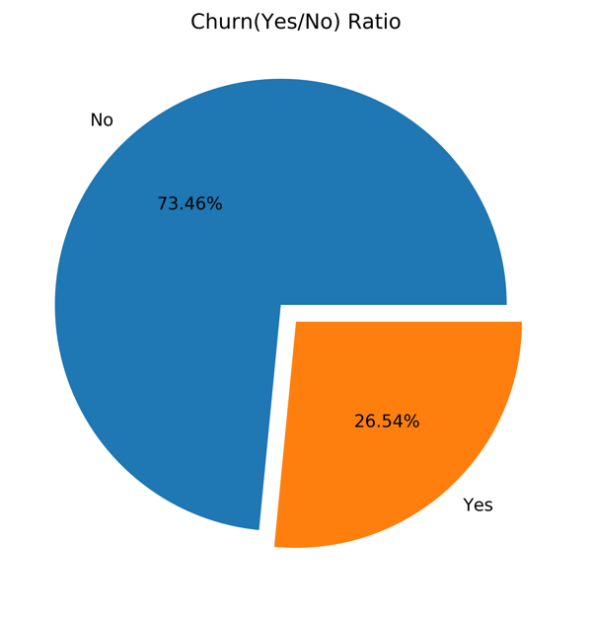 Churn(Yes/No) Ratio
No
73.46%
26.54%
Yes